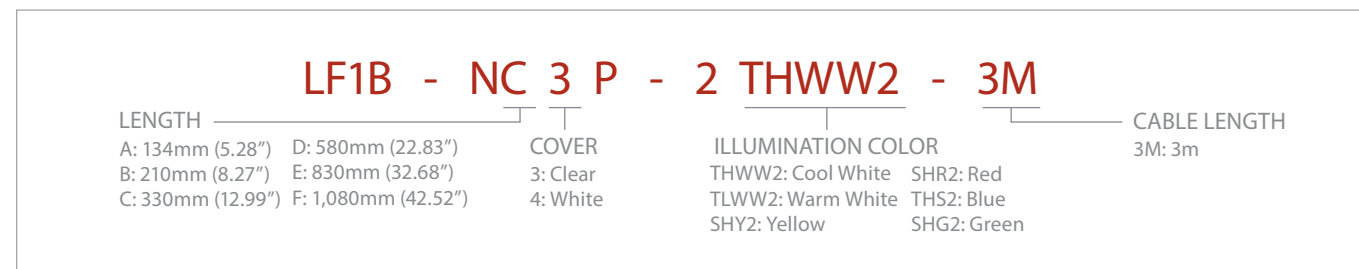 LF1B - NC 3 P - 2 THWW2 - 3M
LENGTH
A: 134mm (5.28”) D: 580mm (22.83”)
B: 210mm (8.27”) E: 830mm (32.68”)
C: 330mm (12.99”) F: 1,080mm (42.52”)
COVER
3: Clear
4: White
ILLUMINATION COLOR
THWW2: Cool White SHR2: Red
TLWW2: Warm White THS2: Blue
SHY2: Yellow SHG2: Green
CABLE LENGTH
3M: 3m